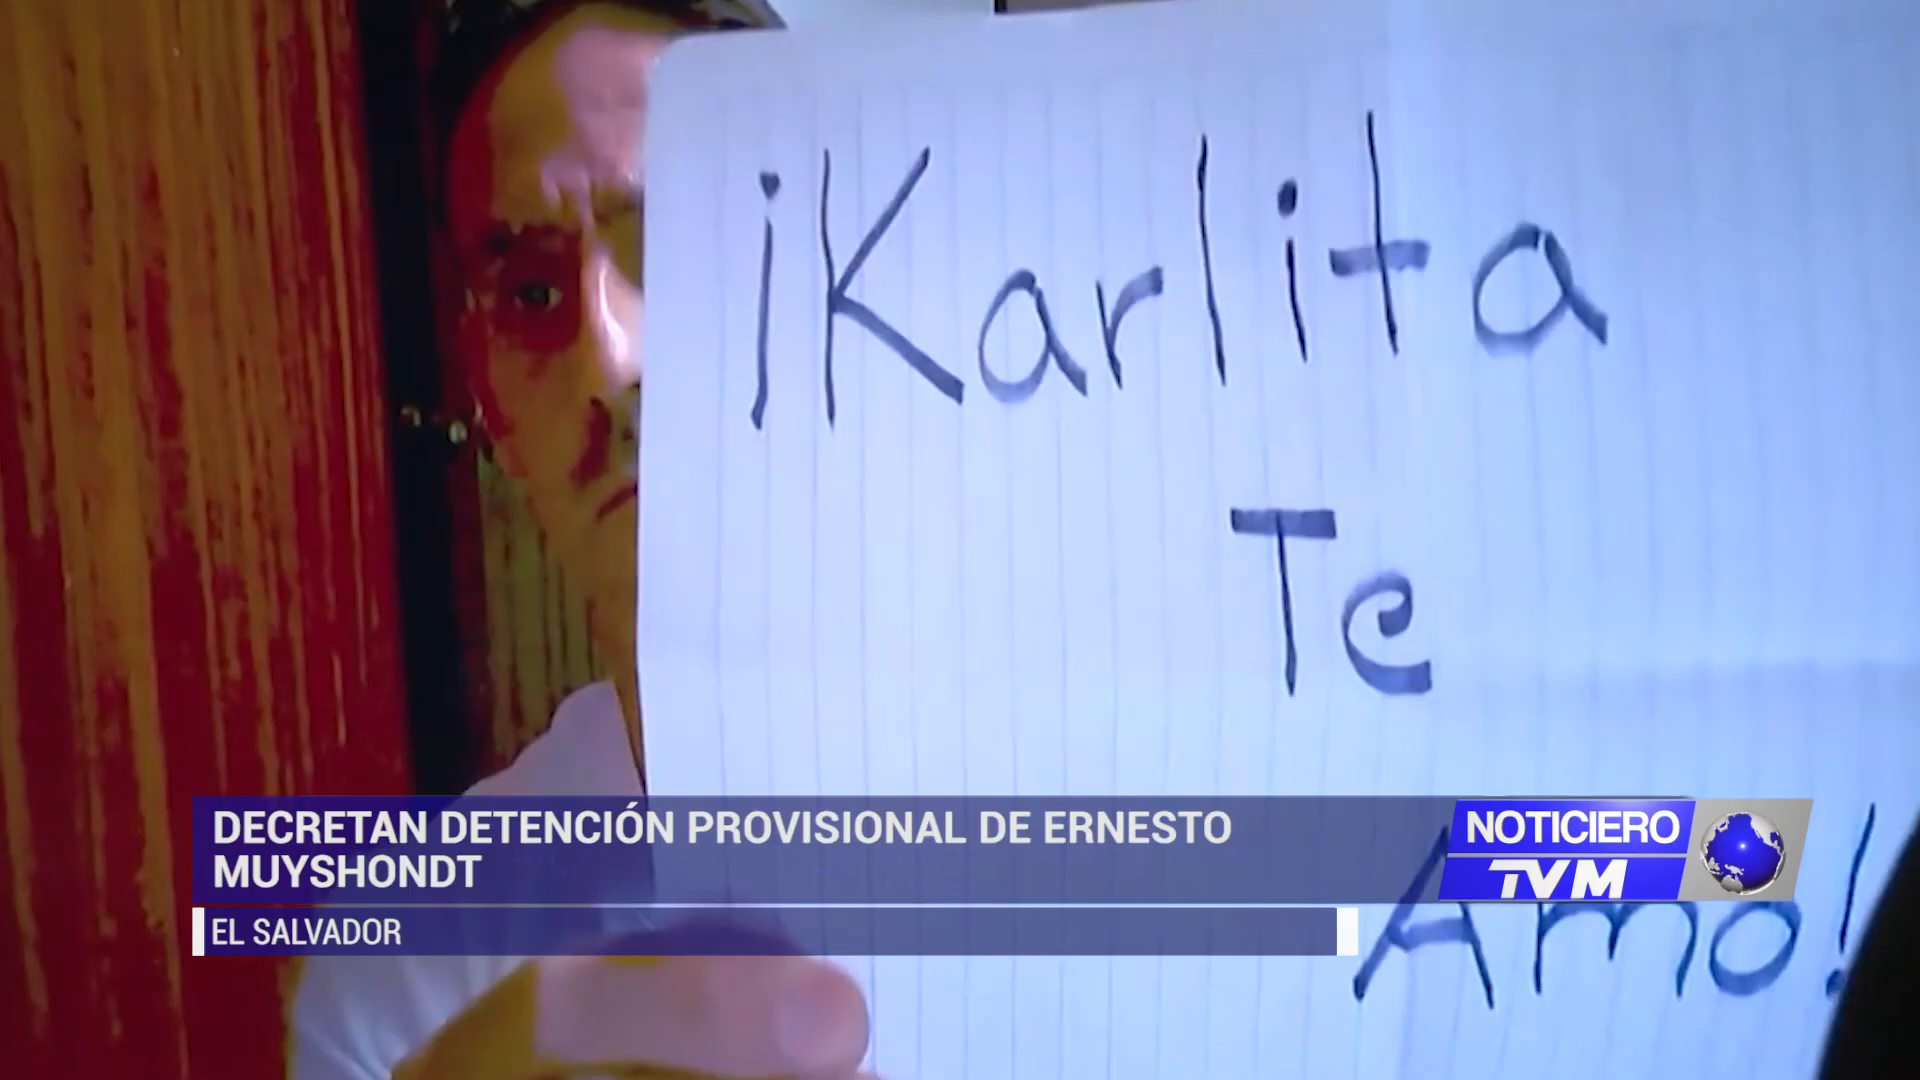 ¡Karlita
Te
Amo!
DECRETAN DETENCIÓN PROVISIONAL DE ERNESTO
MUYSHONDT
EL SALVADOR
NOTICIERO
TVM